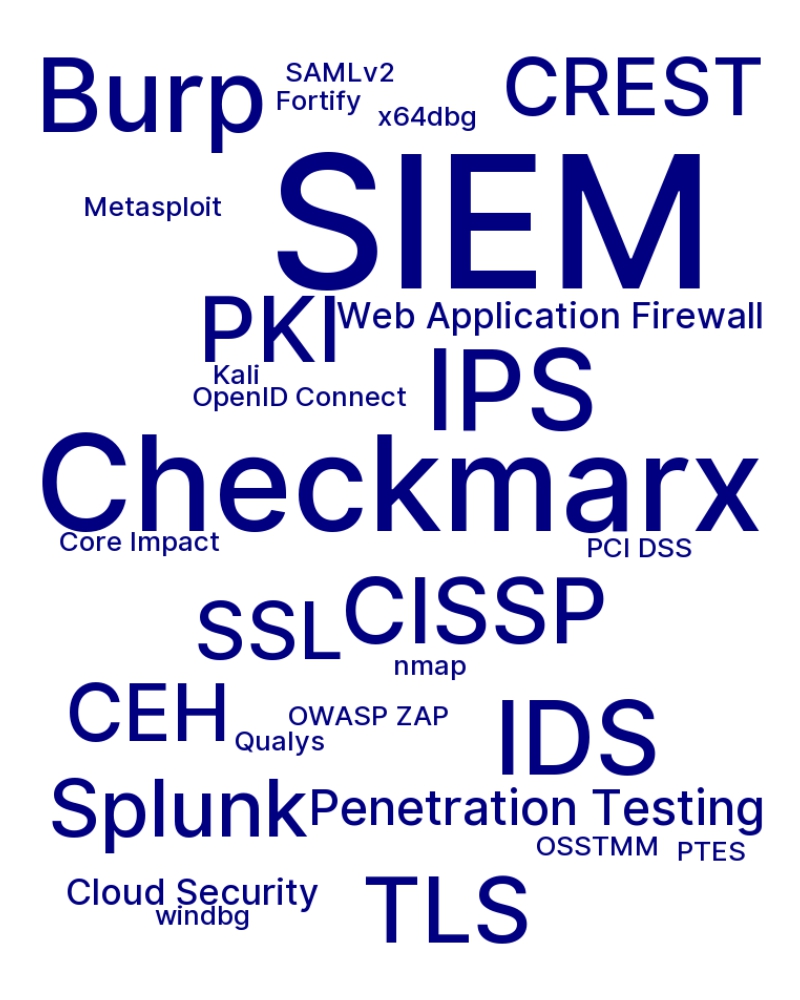 Burp
SAMLv2
CREST
Fortify
x64dbg
SIEM
Metasploit
PKI
Web Application Firewall
Kali
IPS
OpenID Connect
Checkmarx
Core Impact
PCI DSS
SSL
CISSP
nmap
CEH
OWASP ZAP
IDS
Qualys
Splunk
Penetration Testing
OSSTMM
PTES
Cloud Security
TLS
windbg